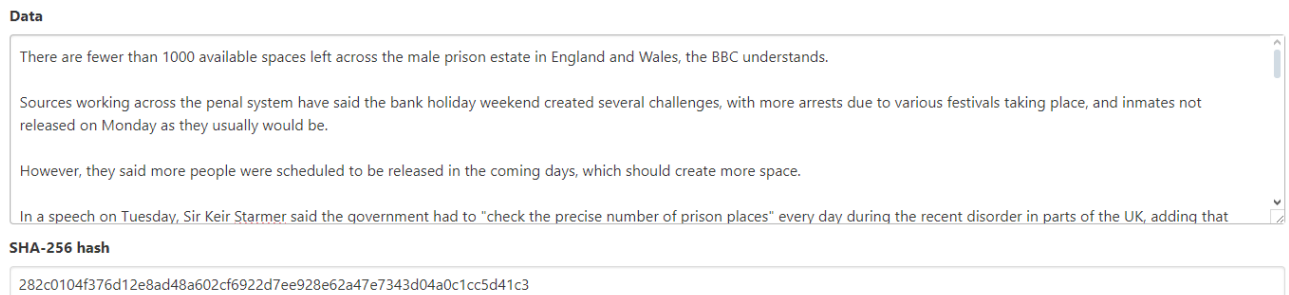 Data
There are fewer than 1000 available spaces left across the male prison estate in England and Wales, the BBC understands.
Sources working across the penal system have said the bank holiday weekend created several challenges, with more arrests due to various festivals taking place, and inmates not
released on Monday as they usually would be.
However, they said more people were scheduled to be released in the coming days, which should create more space.
In a speech on Tuesday, Sir Keir Starmer said the government had to "check the precise number of prison places" every day during the recent disorder in parts of the UK, adding that
SHA-256 hash
282c0104f376d12e8ad48a602cf6922d7ee928e62a47e7343d04a0c1cc5d41c3